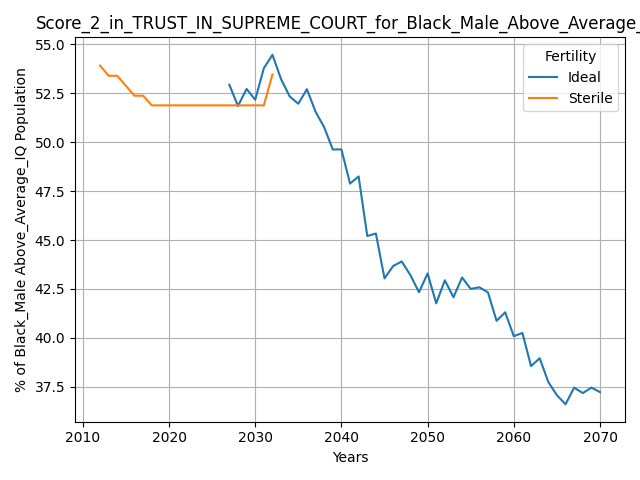 Score_2_in_TRUST_IN_SUPREME_COURT_for_Black_Male_Above_Average_
% of Black_Male Above_Average_IQ Population
55.0
52.5
50.0
47.5
45.0
42.5
40.0
37.5
Fertility
Ideal
Sterile
2010 2020 2030 2040 2050 2060 2070
Years